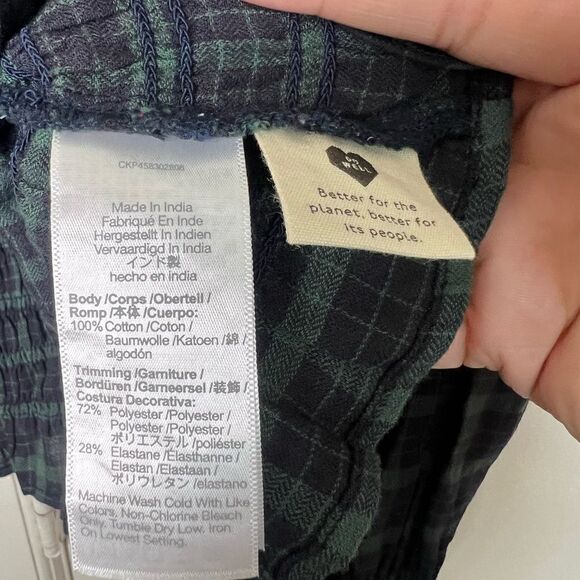 CKP458302806
Made In India
Fabriqué En Inde
Hergestellt In Indien
Vervaardigd In India
インド製
hecho en india
Body /Corps /Oberteil /
Romp /本体 /Cuerpo:
100% Cotton /Coton /
Baumwolle /Katoen /綿 /
algodón
Trimming /Garniture /
Bordüren /Garneersel /装飾 /
Costura Decorativa:
72% Polyester /Polyester /
Polyester /Polyester /
ポリエステル /poliéster
28% Elastane /Élasthanne /
Elastan /Elastaan /
ポリウレタン /elastano
Machine Wash Cold With Like
Colors, Non-Chlorine Bleach
Only. Tumble Dry Low. Iron
On Lowest Setting.
DO
WELL
Better for the
planet, better for
its people.